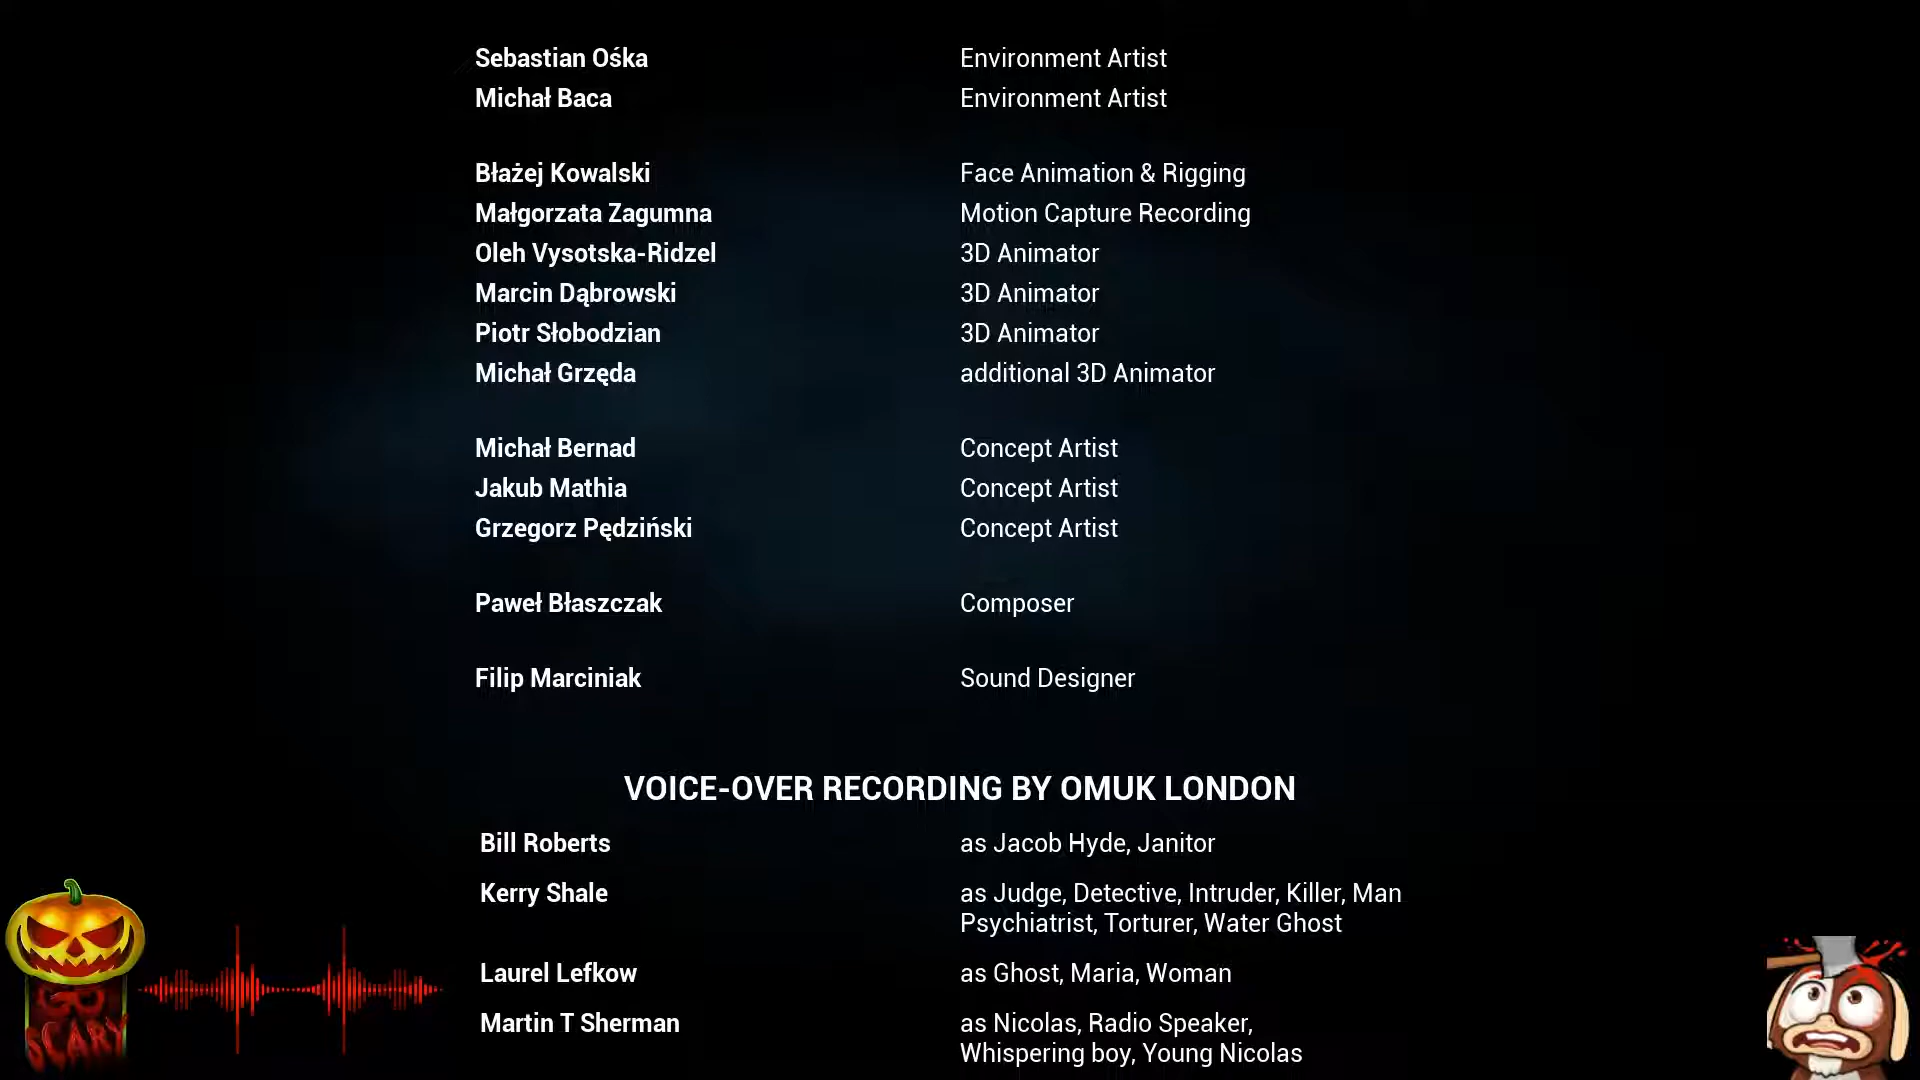 Sebastian Ośka Environment Artist
Michał Baca Environment Artist
Błażej Kowalski Face Animation & Rigging
Małgorzata Zagumna Motion Capture Recording
Oleh Vysotska-Ridzel 3D Animator
Marcin Dąbrowski 3D Animator
Piotr Słobodzian 3D Animator
Michał Grzęda additional 3D Animator
Michał Bernad Concept Artist
Jakub Mathia Concept Artist
Grzegorz Pędziński Concept Artist
Paweł Błaszczak Composer
Filip Marciniak Sound Designer
VOICE-OVER RECORDING BY OMUK LONDON
Bill Roberts as Jacob Hyde, Janitor
Kerry Shale as Judge, Detective, Intruder, Killer, Man
Psychiatrist, Torturer, Water Ghost
Laurel Lefkow as Ghost, Maria, Woman
Martin T Sherman as Nicolas, Radio Speaker,
Whispering boy, Young Nicolas
GO
SCARY